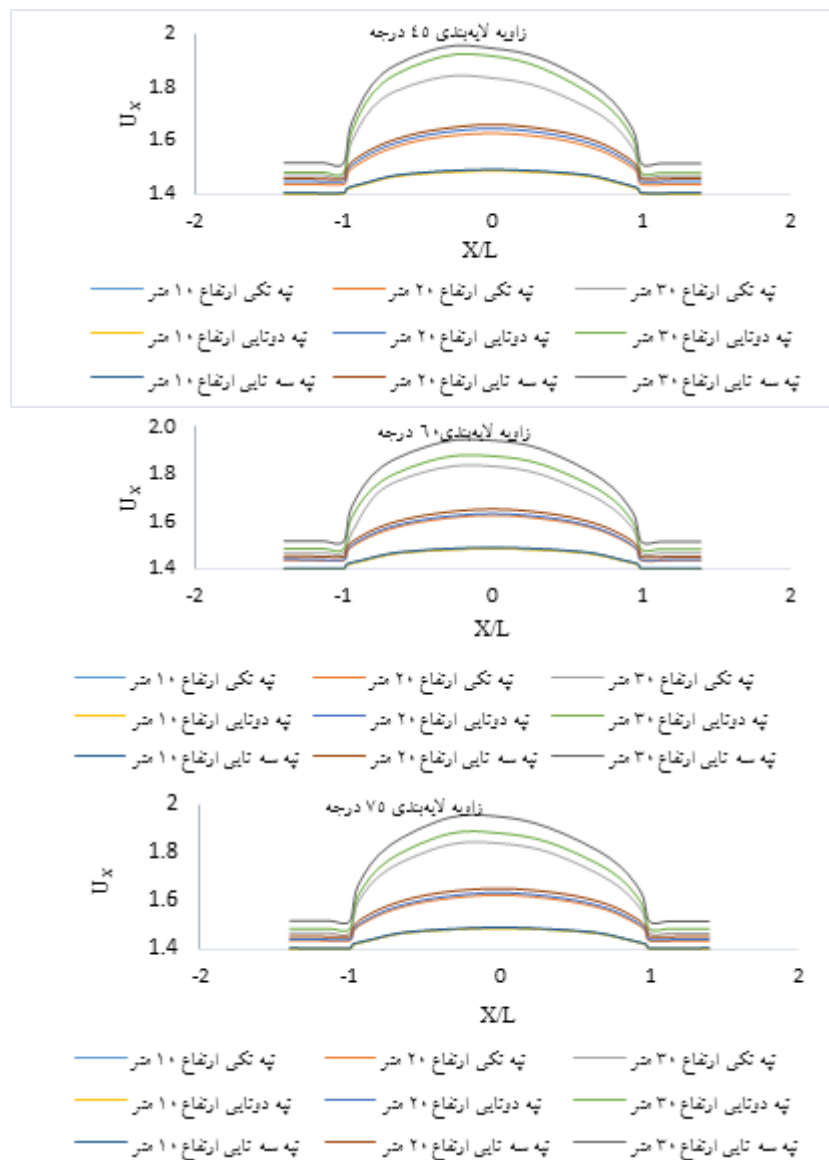 زاویه لایه‌بندی ٤٥ درجه
2
1.8
1.6
1.4
U_X
-2 -1 0 1 2
X/L
تپه تکی ارتفاع ۱۰ متر تپه تکی ارتفاع ۲۰ متر تپه تکی ارتفاع ۳۰ متر
تپه دوتایی ارتفاع ۱۰ متر تپه دوتایی ارتفاع ۲۰ متر تپه دوتایی ارتفاع ۳۰ متر
تپه سه تایی ارتفاع ۱۰ متر تپه سه تایی ارتفاع ۲۰ متر تپه سه تایی ارتفاع ۳۰ متر
زاویه لایه‌بندی٦٠ درجه
2.0
1.8
1.6
1.4
U_X
-2 -1 0 1 2
X/L
تپه تکی ارتفاع ۱۰ متر تپه تکی ارتفاع ۲۰ متر تپه تکی ارتفاع ۳۰ متر
تپه دوتایی ارتفاع ۱۰ متر تپه دوتایی ارتفاع ۲۰ متر تپه دوتایی ارتفاع ۳۰ متر
تپه سه تایی ارتفاع ۱۰ متر تپه سه تایی ارتفاع ۲۰ متر تپه سه تایی ارتفاع ۳۰ متر
زاویه لایه‌بندی ٧٥ درجه
2
1.8
1.6
1.4
U_X
-2 -1 0 1 2
X/L
تپه تکی ارتفاع ۱۰ متر تپه تکی ارتفاع ۲۰ متر تپه تکی ارتفاع ۳۰ متر
تپه دوتایی ارتفاع ۱۰ متر تپه دوتایی ارتفاع ۲۰ متر تپه دوتایی ارتفاع ۳۰ متر
تپه سه تایی ارتفاع ۱۰ متر تپه سه تایی ارتفاع ۲۰ متر تپه سه تایی ارتفاع ۳۰ متر